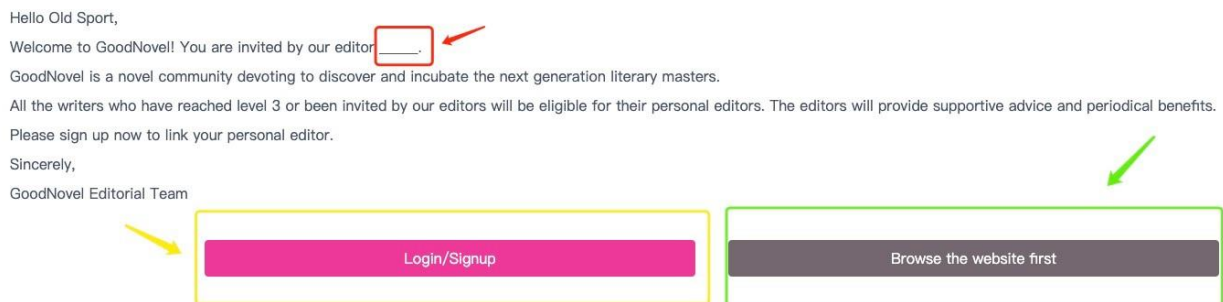 Hello Old Sport,
Welcome to GoodNovel! You are invited by our editor _____.
GoodNovel is a novel community devoting to discover and incubate the next generation literary masters.
All the writers who have reached level 3 or been invited by our editors will be eligible for their personal editors. The editors will provide supportive advice and periodical benefits.
Please sign up now to link your personal editor.
Sincerely,
GoodNovel Editorial Team
Login/Signup
Browse the website first